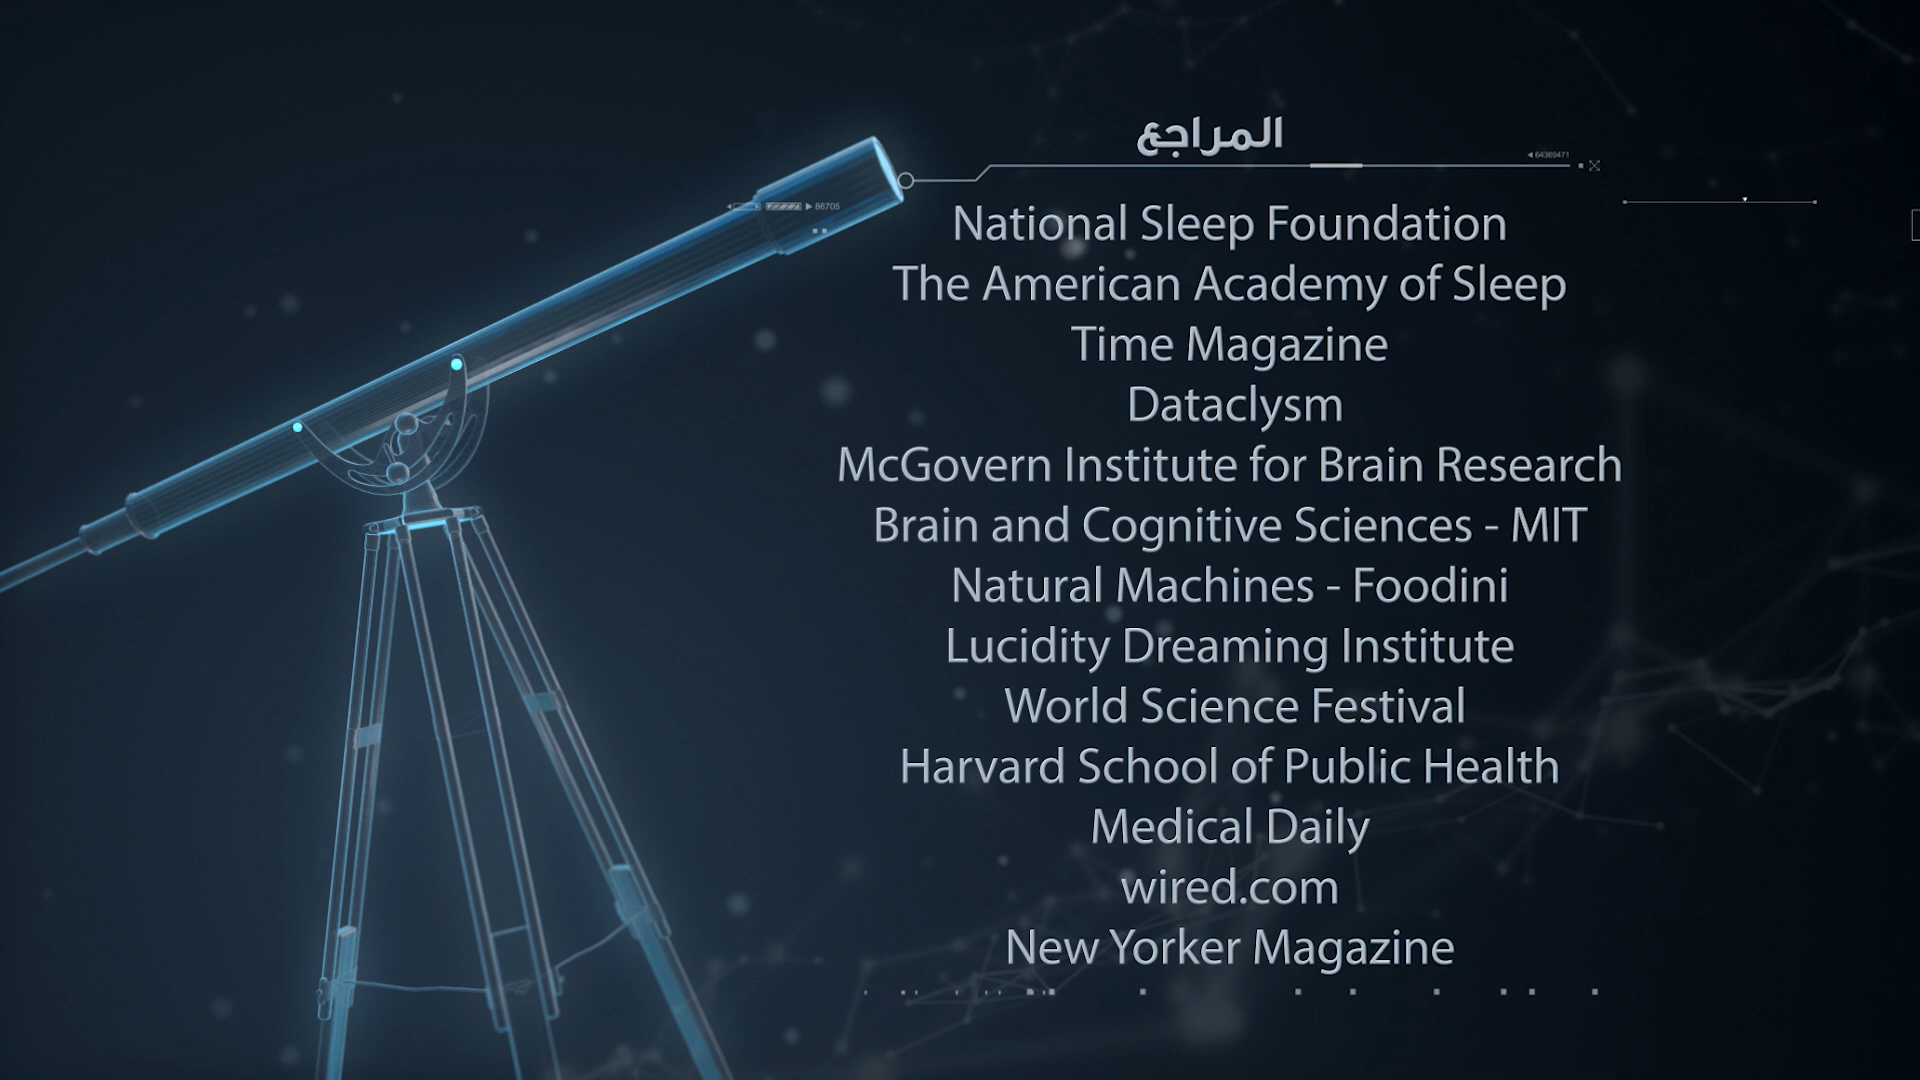 المراجع
64369471
86705
National Sleep Foundation
The American Academy of Sleep
Time Magazine
Dataclysm
McGovern Institute for Brain Research
Brain and Cognitive Sciences - MIT
Natural Machines - Foodini
Lucidity Dreaming Institute
World Science Festival
Harvard School of Public Health
Medical Daily
wired.com
New Yorker Magazine